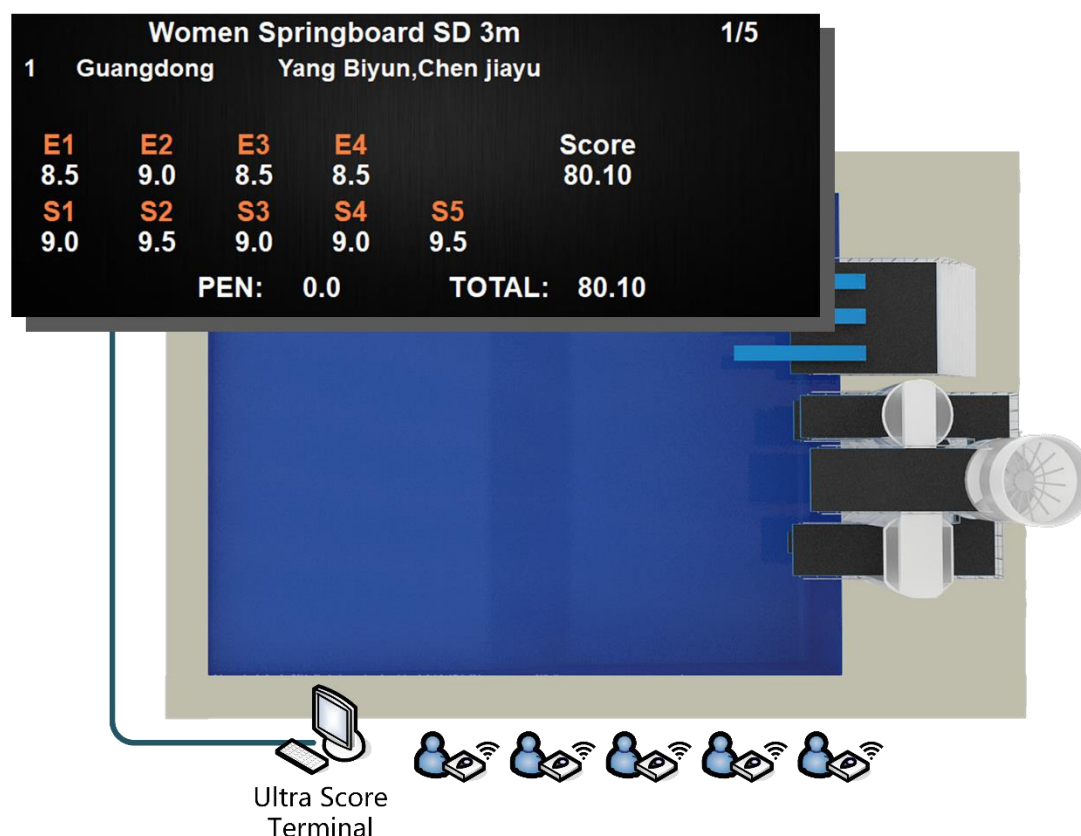 Women Springboard SD 3m 1/5
1 Guangdong Yang Biyun,Chen jiayu
E1 E2 E3 E4 Score
8.5 9.0 8.5 8.5 80.10
S1 S2 S3 S4 S5
9.0 9.5 9.0 9.0 9.5
PEN: 0.0 TOTAL: 80.10
Ultra Score
Terminal